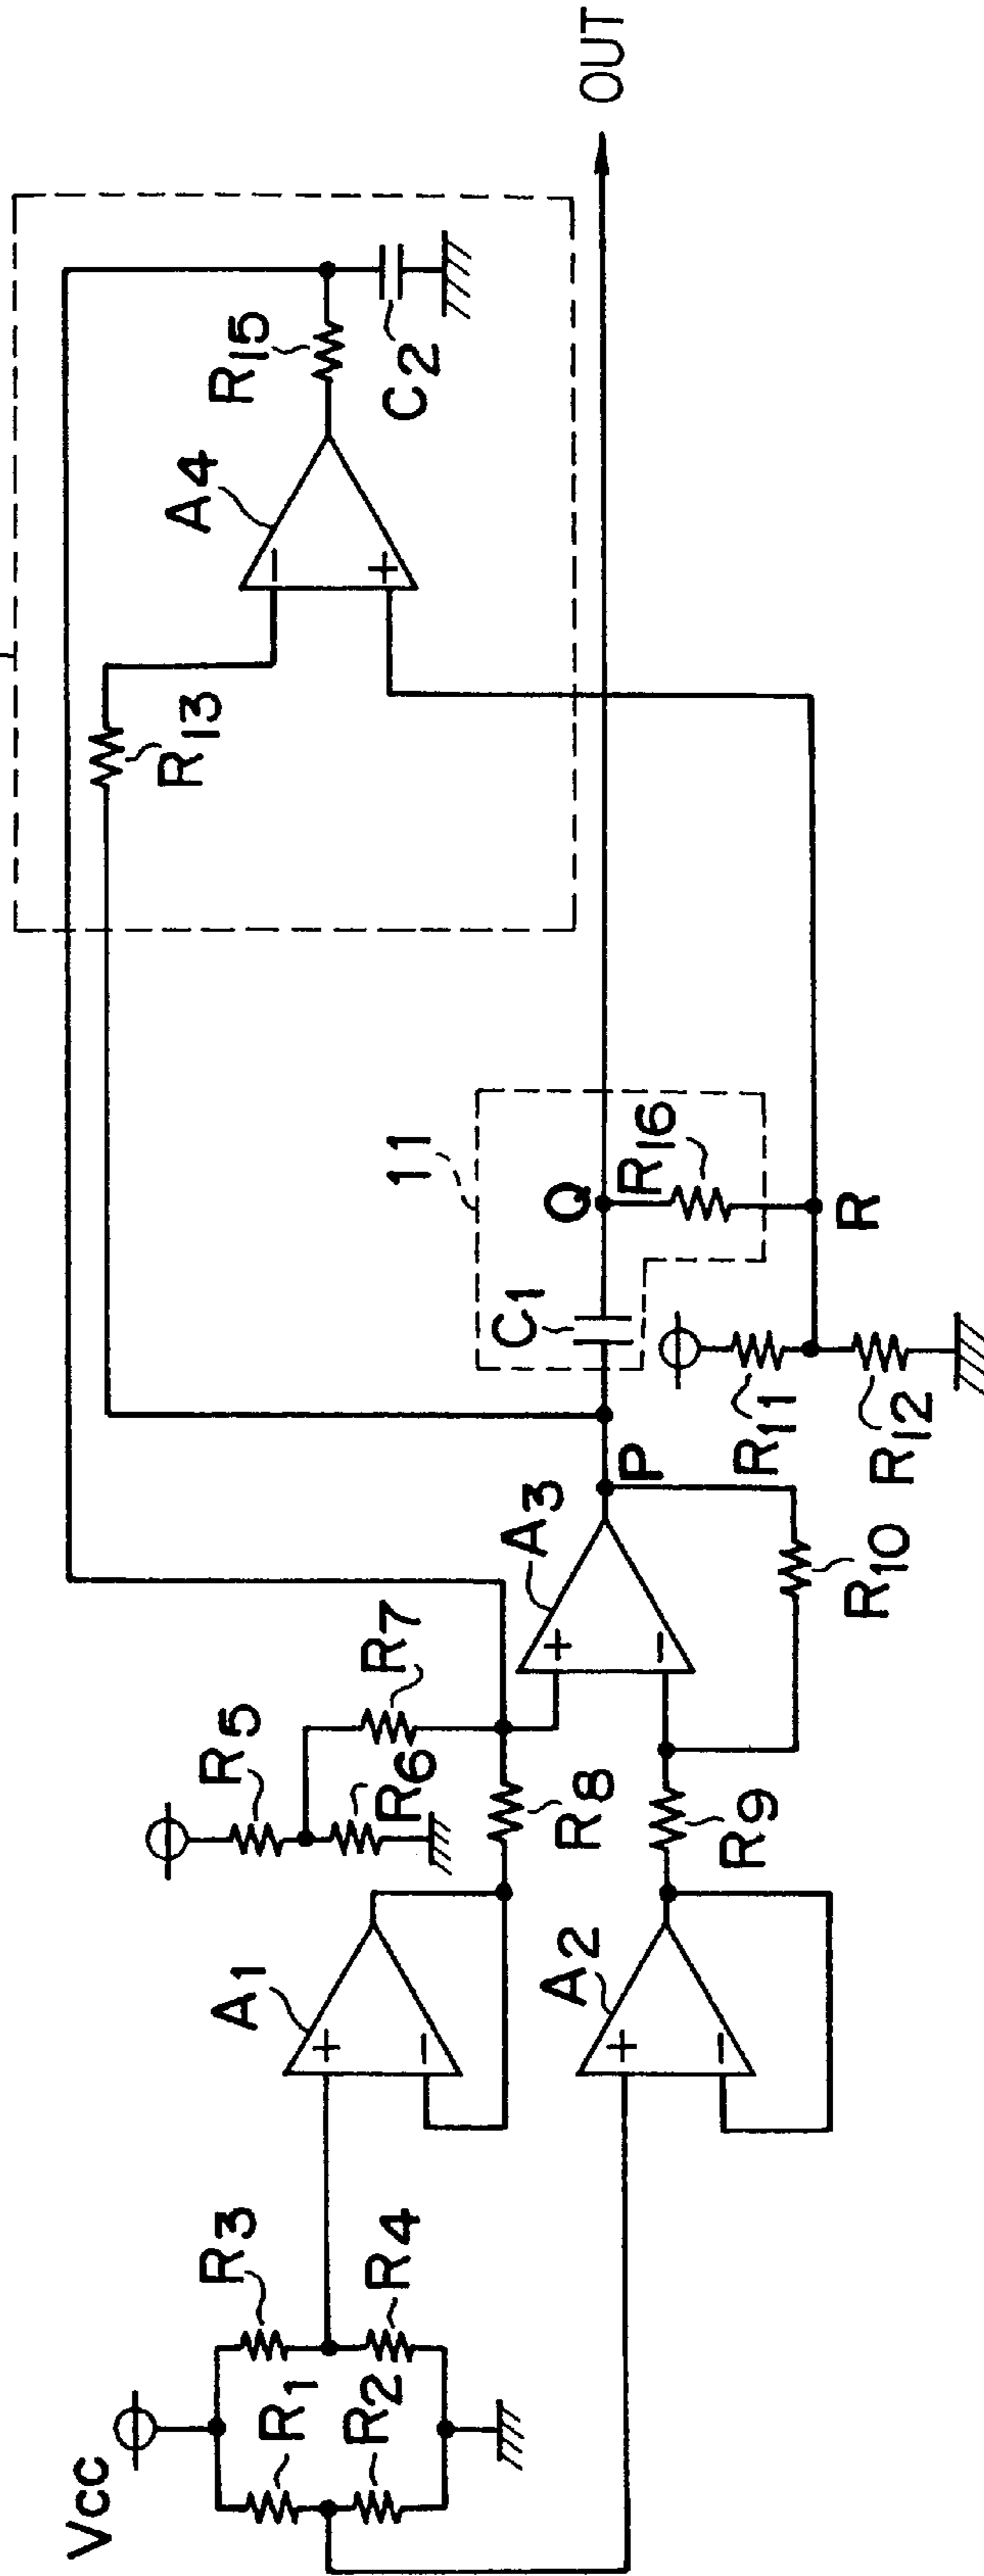 Vcc
R1
R2
R3
R4
A1
A2
R5
R6
R7
R8
R9
A3
+
−
+
−
+
−
P
R10
C1
11
Q
R16
R11
R12
R
R13
A4
−
+
R15
C2
OUT